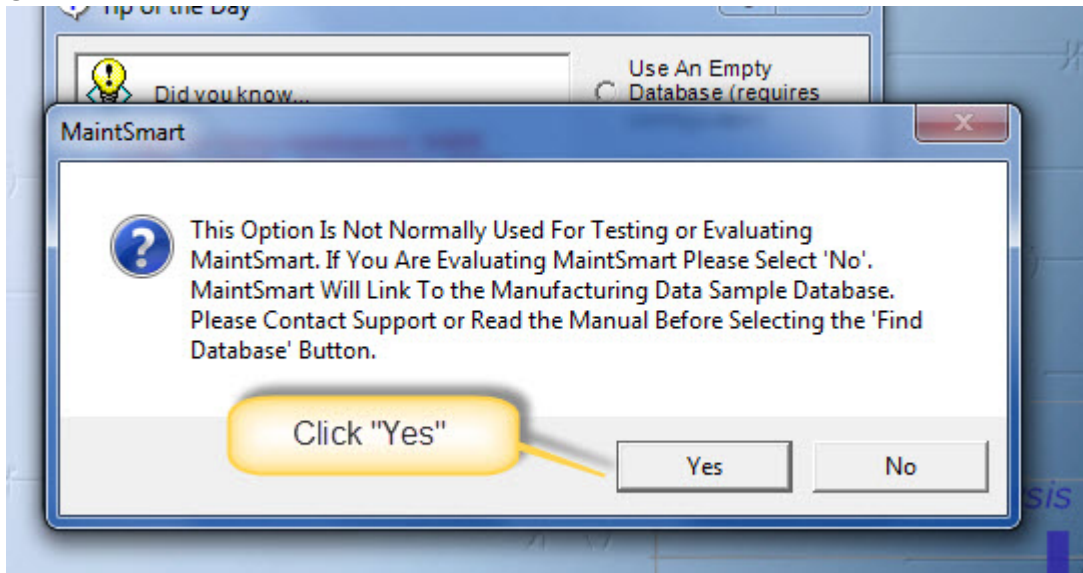 Tip of the Day
Did you know...
Use An Empty
Database (requires
MaintSmart
This Option Is Not Normally Used For Testing or Evaluating
MaintSmart. If You Are Evaluating MaintSmart Please Select 'No'.
MaintSmart Will Link To the Manufacturing Data Sample Database.
Please Contact Support or Read the Manual Before Selecting the 'Find
Database' Button.
Click "Yes"
Yes No
sis